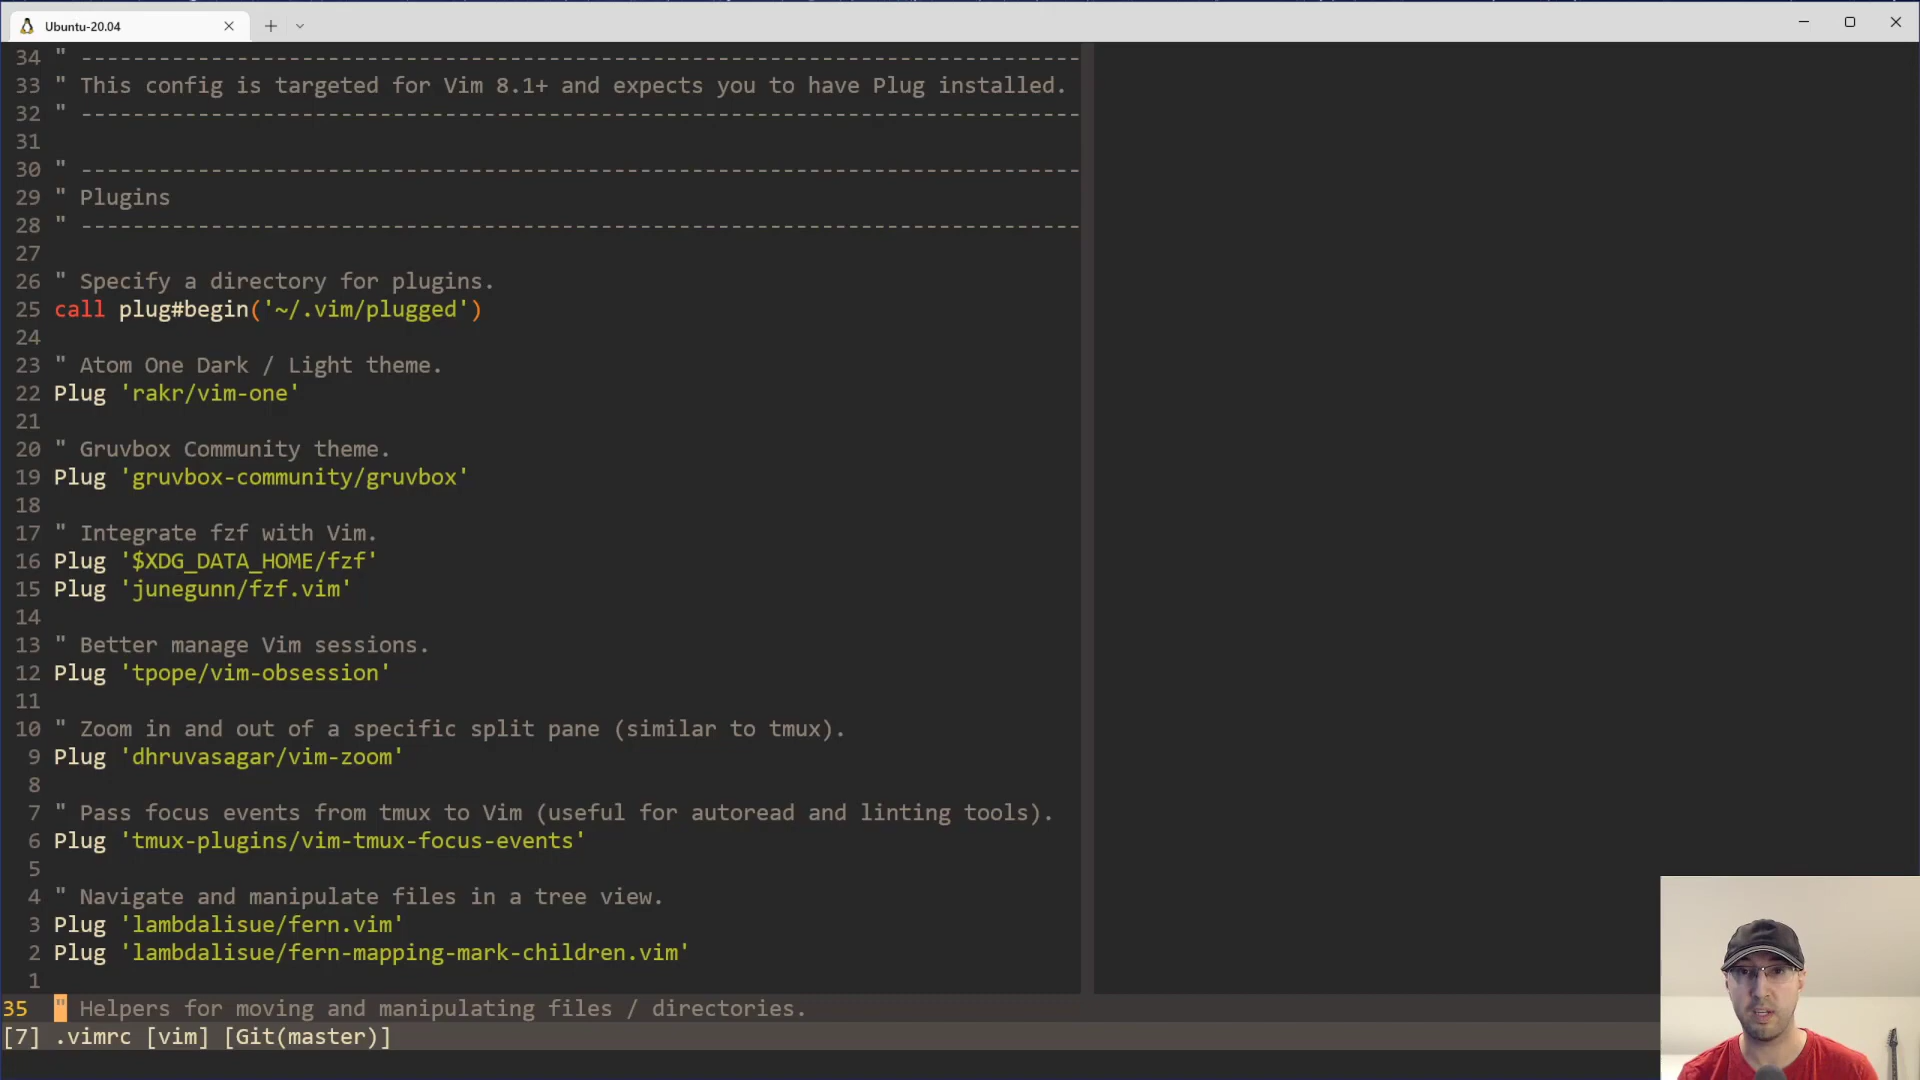 Ubuntu-20.04
34 " -----------------------------------------------------------------------------
33 " This config is targeted for Vim 8.1+ and expects you to have Plug installed.
32 " -----------------------------------------------------------------------------
31
30 " -----------------------------------------------------------------------------
29 " Plugins
28 " -----------------------------------------------------------------------------
27
26 " Specify a directory for plugins.
25 call plug#begin('~/.vim/plugged')
24
23 " Atom One Dark / Light theme.
22 Plug 'rakr/vim-one'
21
20 " Gruvbox Community theme.
19 Plug 'gruvbox-community/gruvbox'
18
17 " Integrate fzf with Vim.
16 Plug '$XDG_DATA_HOME/fzf'
15 Plug 'junegunn/fzf.vim'
14
13 " Better manage Vim sessions.
12 Plug 'tpope/vim-obsession'
11
10 " Zoom in and out of a specific split pane (similar to tmux).
9 Plug 'dhruvasagar/vim-zoom'
8
7 " Pass focus events from tmux to Vim (useful for autoread and linting tools).
6 Plug 'tmux-plugins/vim-tmux-focus-events'
5
4 " Navigate and manipulate files in a tree view.
3 Plug 'lambdalisue/fern.vim'
2 Plug 'lambdalisue/fern-mapping-mark-children.vim'
1
35 " Helpers for moving and manipulating files / directories.
[7] .vimrc [vim] [Git(master)]